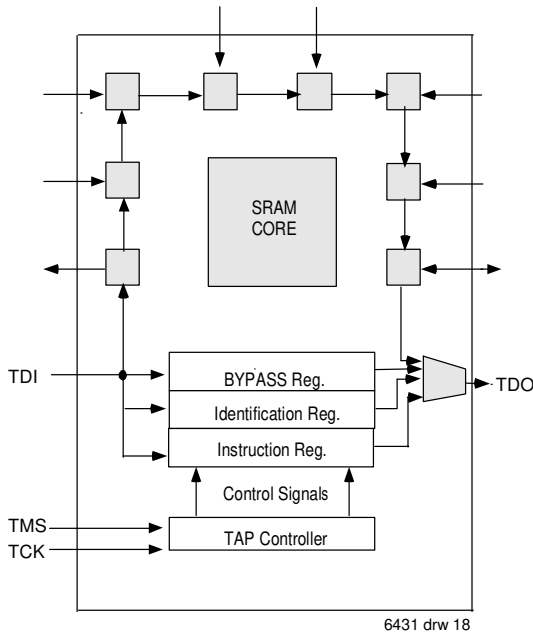 SRAM
CORE
TDI
BYPASS Reg.
TDO
Identification Reg.
Instruction Reg.
Control Signals
TMS
TAP Controller
TCK
6431 drw 18